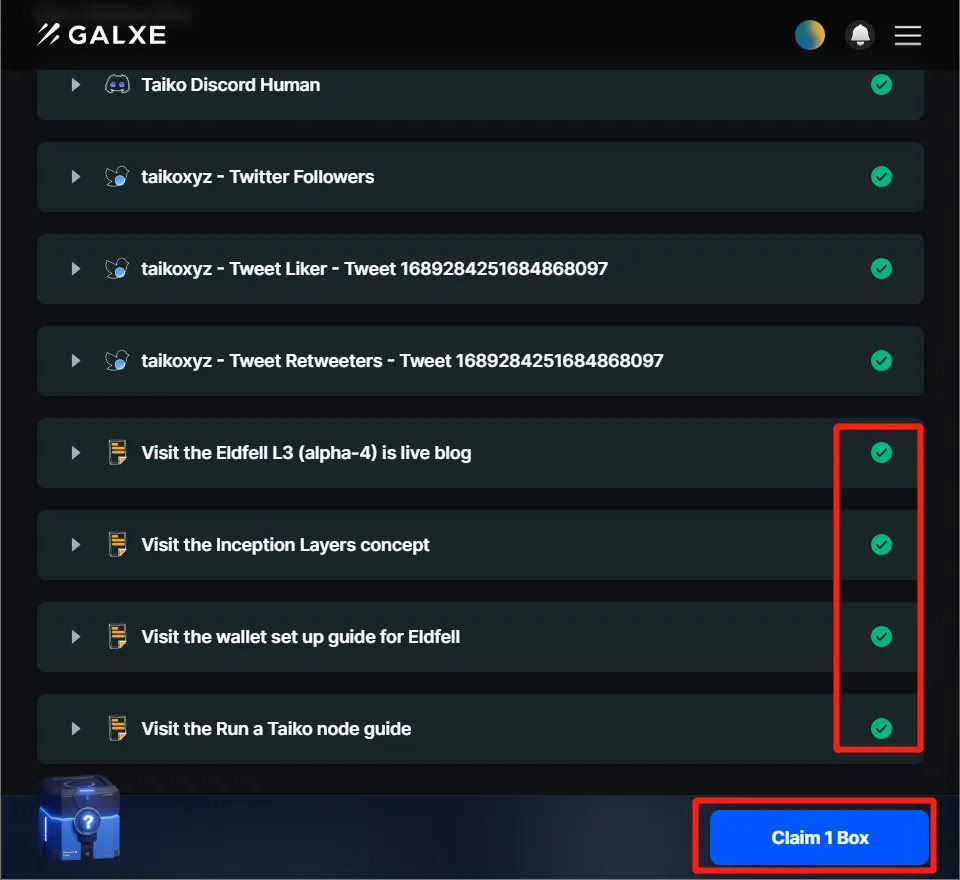 GALXE
Taiko Discord Human
taikoxyz - Twitter Followers
taikoxyz - Tweet Liker - Tweet 1689284251684868097
taikoxyz - Tweet Retweeters - Tweet 1689284251684868097
Visit the Eldfell L3 (alpha-4) is live blog
Visit the Inception Layers concept
Visit the wallet set up guide for Eldfell
Visit the Run a Taiko node guide
?
Claim 1 Box